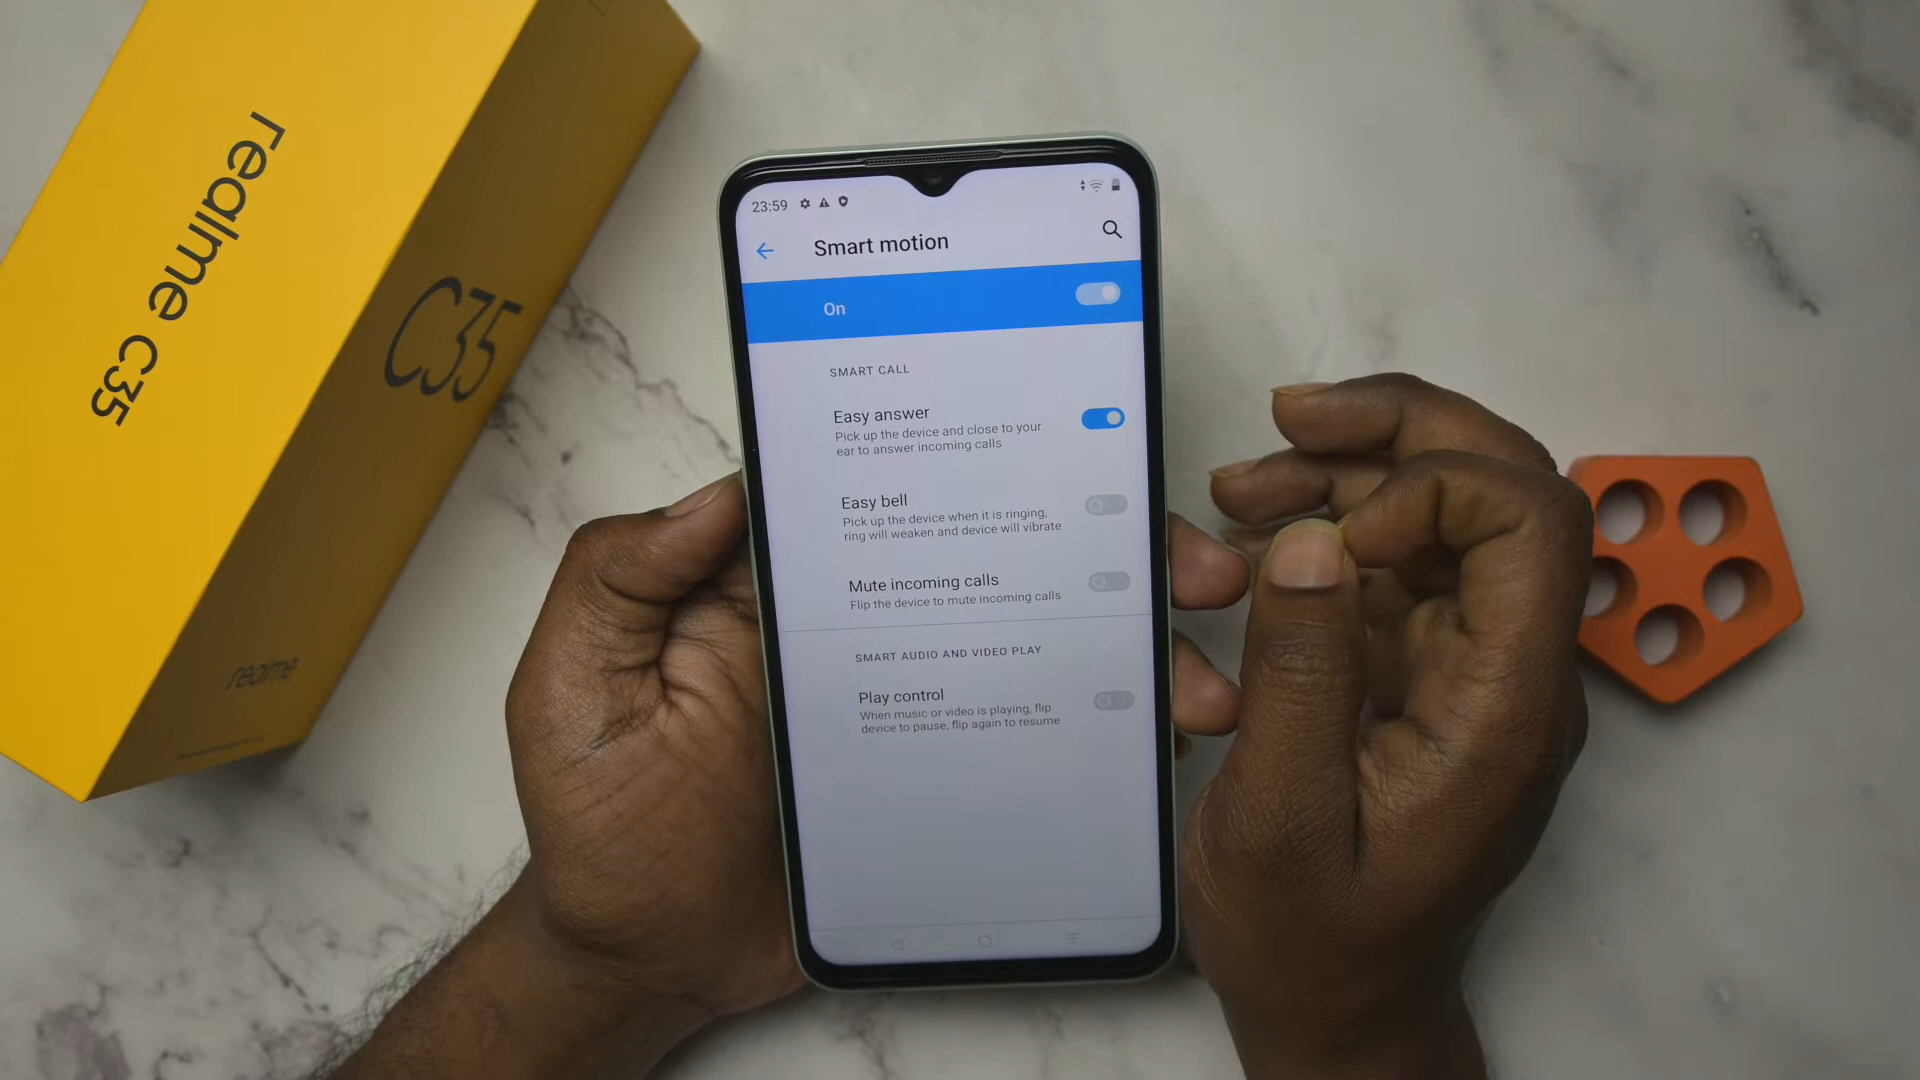 realme C35
C35
realme
23:59
Smart motion
On
SMART CALL
Easy answer
Pick up the device and close to your
ear to answer incoming calls
Easy bell
Pick up the device when it is ringing,
ring will weaken and device will vibrate
Mute incoming calls
Flip the device to mute incoming calls
SMART AUDIO AND VIDEO PLAY
Play control
When music or video is playing, flip
device to pause, flip again to resume